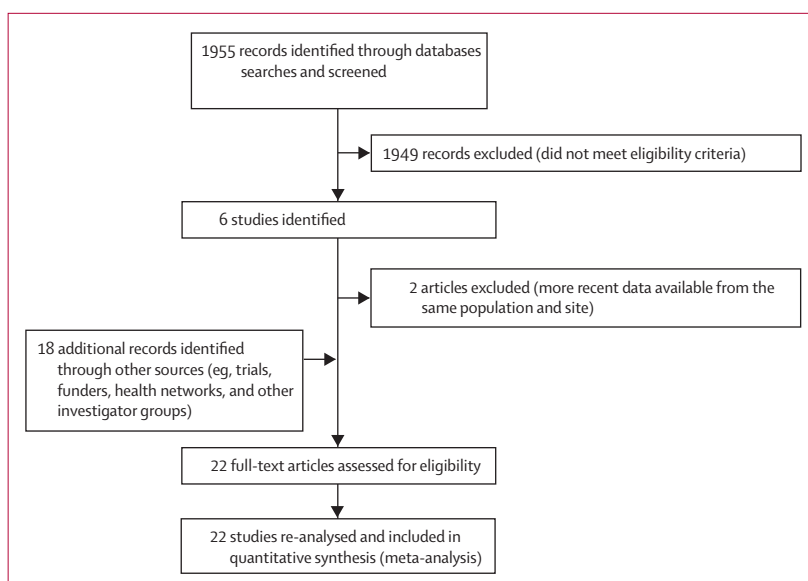 1955 records identified through databases
searches and screened
1949 records excluded (did not meet eligibility criteria)
6 studies identified
2 articles excluded (more recent data available from the
same population and site)
18 additional records identified
through other sources (eg, trials,
funders, health networks, and other
investigator groups)
22 full-text articles assessed for eligibility
22 studies re-analysed and included in
quantitative synthesis (meta-analysis)